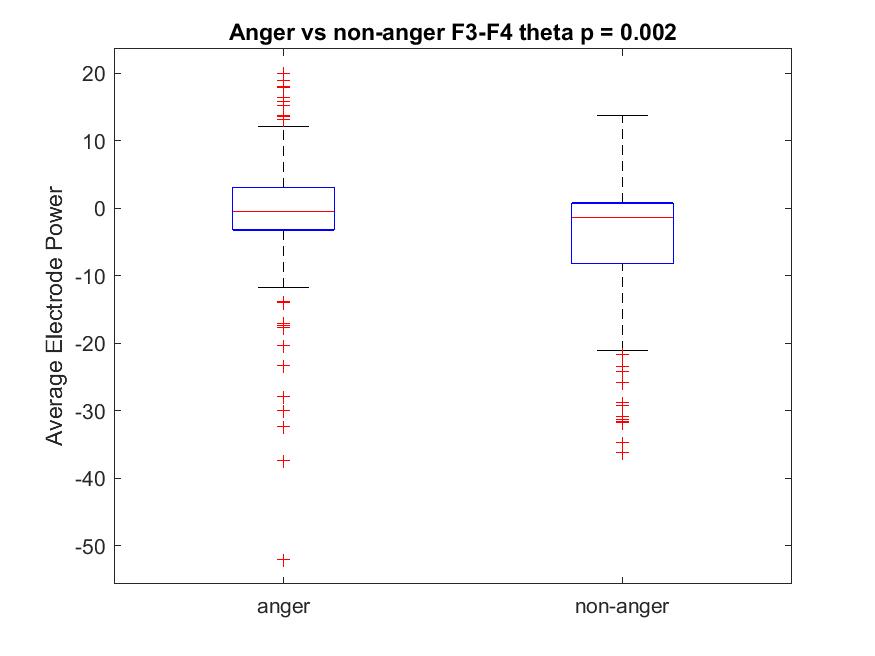 Anger vs non-anger F3-F4 theta p = 0.002
Average Electrode Power
20
10
0
-10
-20
-30
-40
-50
anger
non-anger